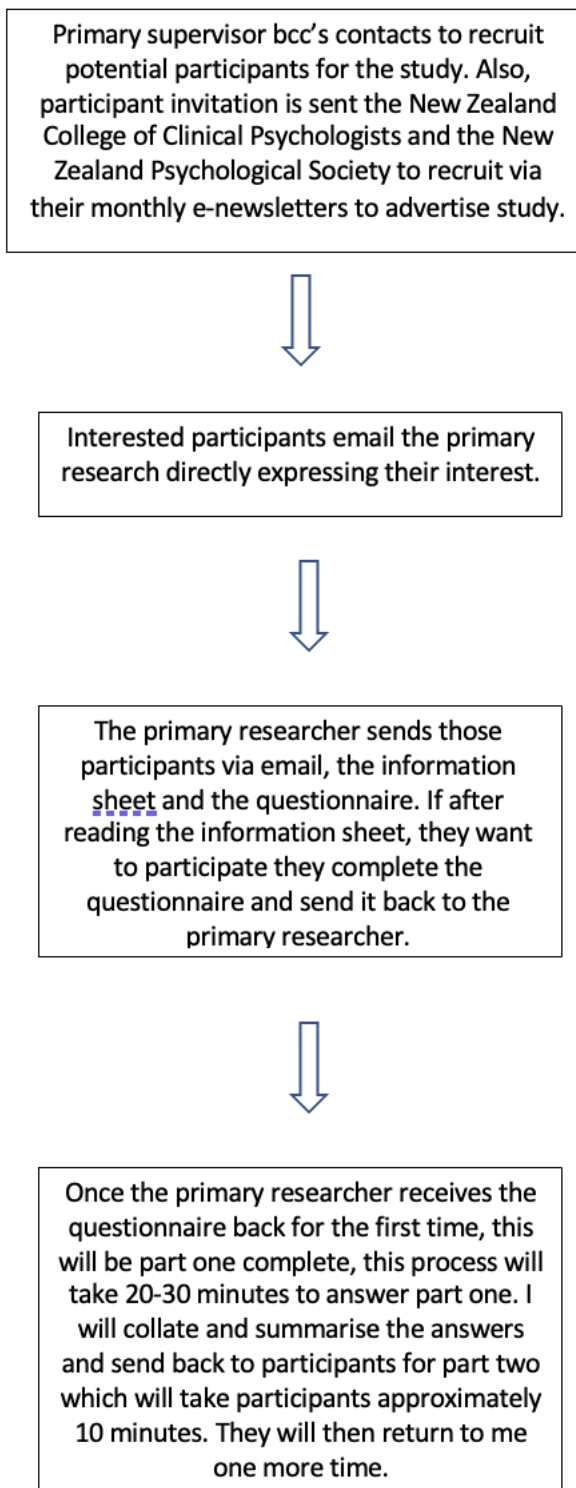 Primary supervisor bcc's contacts to recruit
potential participants for the study. Also,
participant invitation is sent the New Zealand
College of Clinical Psychologists and the New
Zealand Psychological Society to recruit via
their monthly e-newsletters to advertise study.
Interested participants email the primary
research directly expressing their interest.
The primary researcher sends those
participants via email, the information
sheet and the questionnaire. If after
reading the information sheet, they want
to participate they complete the
questionnaire and send it back to the
primary researcher.
Once the primary researcher receives the
questionnaire back for the first time, this
will be part one complete, this process will
take 20-30 minutes to answer part one. I
will collate and summarise the answers
and send back to participants for part two
which will take participants approximately
10 minutes. They will then return to me
one more time.